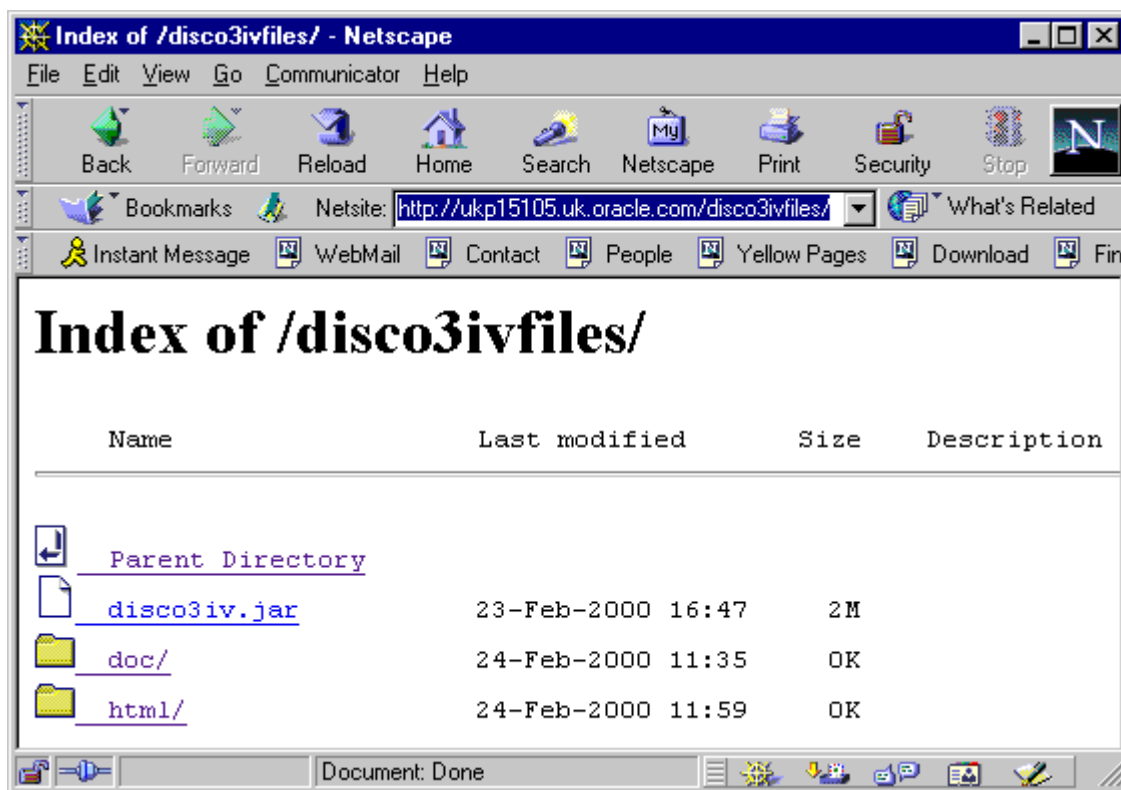 Index of /disco3ivfiles/ - Netscape
File Edit View Go Communicator Help
My N
Back Forward Reload Home Search Netscape Print Security Stop
Bookmarks Netsite: http://ukp15105.uk.oracle.com/disco3ivfiles/ What's Related
Instant Message WebMail Contact People Yellow Pages Download Fin
Index of /disco3ivfiles/
Name Last modified Size Description
Parent Directory
disco3iv.jar 23-Feb-2000 16:47 2M
doc/ 24-Feb-2000 11:35 0K
html/ 24-Feb-2000 11:59 0K
Document: Done